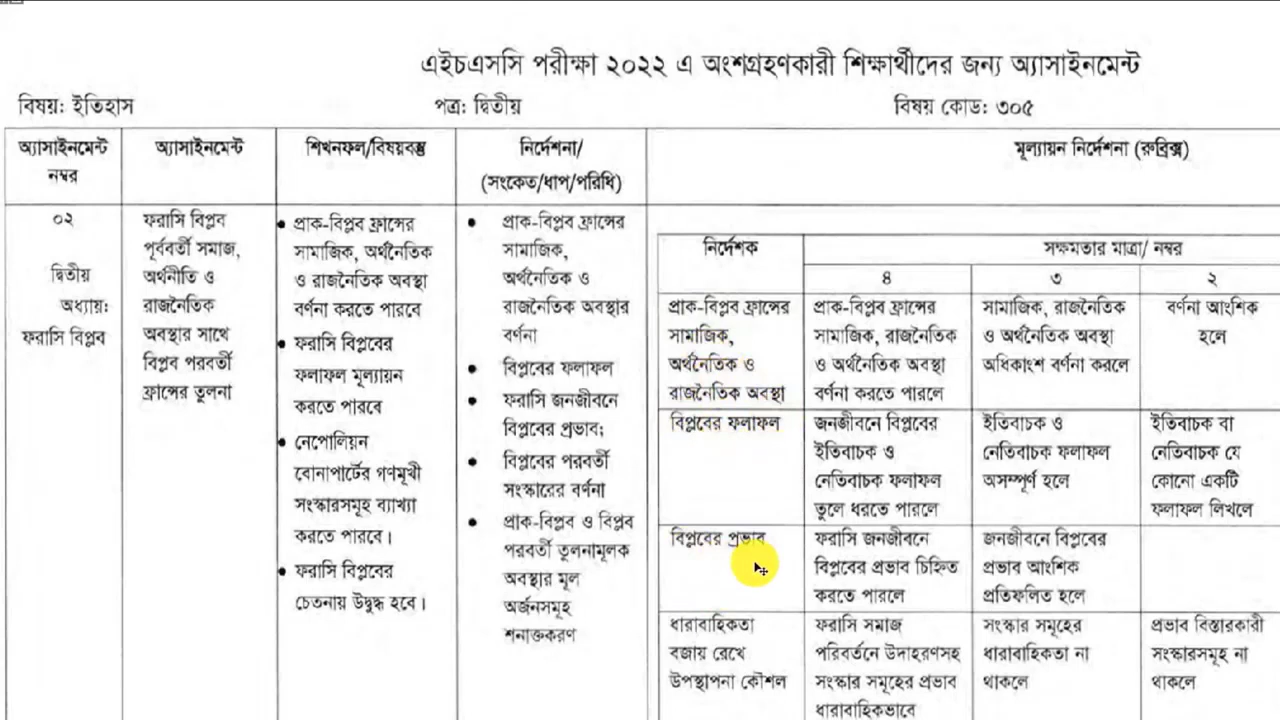 এইচএসসি পরীক্ষা ২০২২ এ অংশগ্রহণকারী শিক্ষার্থীদের জন্য অ্যাসাইনমেন্ট
বিষয়: ইতিহাস
পত্র: দ্বিতীয়
বিষয় কোড: ৩০৫
অ্যাসাইনমেন্ট
নম্বর
অ্যাসাইনমেন্ট
শিখনফল/বিষয়বস্তু
নির্দেশনা/
(সংকেত/ধাপ/পরিধি)
মূল্যায়ন নির্দেশনা (রুব্রিক্স)
০২
দ্বিতীয়
অধ্যায়:
ফরাসি বিপ্লব
ফরাসি বিপ্লব
পূর্ববর্তী সমাজ,
অর্থনীতি ও
রাজনৈতিক
অবস্থার সাথে
বিপ্লব পরবর্তী
ফ্রান্সের তুলনা
• প্রাক-বিপ্লব ফ্রান্সের
সামাজিক, অর্থনৈতিক
ও রাজনৈতিক অবস্থা
বর্ণনা করতে পারবে
• ফরাসি বিপ্লবের
ফলাফল মূল্যায়ন
করতে পারবে
• নেপোলিয়ন
বোনাপার্টের গণমূখী
সংস্কারসমূহ ব্যাখ্যা
করতে পারবে।
• ফরাসি বিপ্লবের
চেতনায় উদ্বুদ্ধ হবে।
• প্রাক-বিপ্লব ফ্রান্সের
সামাজিক,
অর্থনৈতিক ও
রাজনৈতিক অবস্থার
বর্ণনা
• বিপ্লবের ফলাফল
• ফরাসি জনজীবনে
বিপ্লবের প্রভাব;
• বিপ্লবের পরবর্তী
সংস্কারের বর্ণনা
• প্রাক-বিপ্লব ও বিপ্লব
পরবর্তী তুলনামূলক
অবস্থার মূল
অর্জনসমূহ
শনাক্তকরণ
নির্দেশক
সক্ষমতার মাত্রা/ নম্বর
৪
৩
২
প্রাক-বিপ্লব ফ্রান্সের
সামাজিক,
অর্থনৈতিক ও
রাজনৈতিক অবস্থা
প্রাক-বিপ্লব ফ্রান্সের
সামাজিক, রাজনৈতিক
ও অর্থনৈতিক অবস্থা
বর্ণনা করতে পারলে
সামাজিক, রাজনৈতিক
ও অর্থনৈতিক অবস্থা
অধিকাংশ বর্ণনা করলে
বর্ণনা আংশিক
হলে
বিপ্লবের ফলাফল
জনজীবনে বিপ্লবের
ইতিবাচক ও
নেতিবাচক ফলাফল
তুলে ধরতে পারলে
ইতিবাচক ও
নেতিবাচক ফলাফল
অসম্পূর্ণ হলে
ইতিবাচক বা
নেতিবাচক যে
কোনো একটি
ফলাফল লিখলে
বিপ্লবের প্রভাব
ফরাসি জনজীবনে
বিপ্লবের প্রভাব চিহ্নিত
করতে পারলে
জনজীবনে বিপ্লবের
প্রভাব আংশিক
প্রতিফলিত হলে
ধারাবাহিকতা
বজায় রেখে
উপস্থাপনা কৌশল
ফরাসি সমাজ
পরিবর্তনে উদাহরণসহ
সংস্কার সমূহের প্রভাব
ধারাবাহিকভাবে
সংস্কার সমূহের
ধারাবাহিকতা না
থাকলে
প্রভাব বিস্তারকারী
সংস্কারসমূহ না
থাকলে